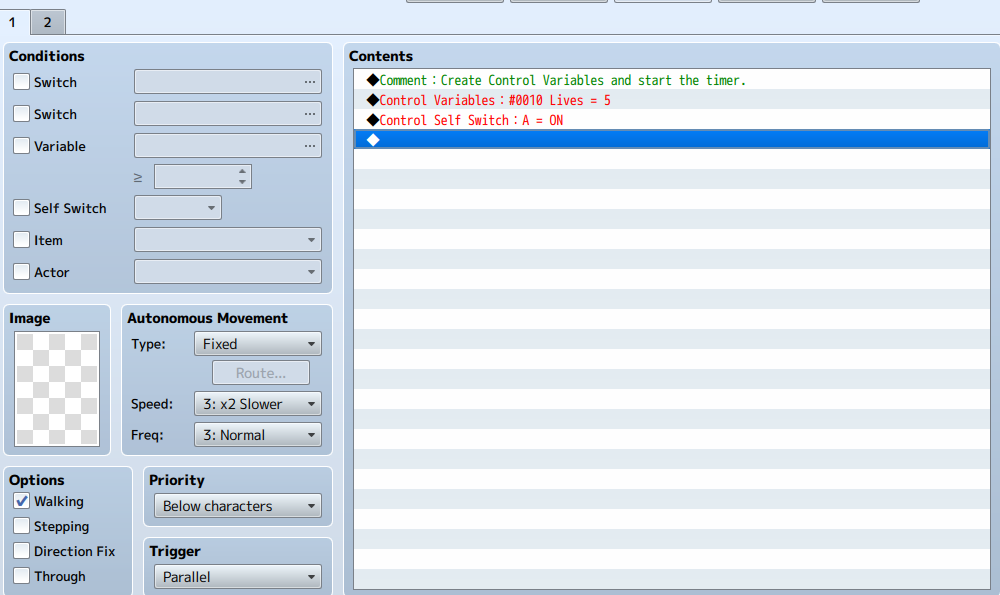 1 2
Conditions
Switch ...
Switch ...
Variable ...
≥
Self Switch
Item
Actor
Image
Autonomous Movement
Type: Fixed
Route...
Speed: 3: x2 Slower
Freq: 3: Normal
Options
Walking
Stepping
Direction Fix
Through
Priority
Below characters
Trigger
Parallel
Contents
◆Comment：Create Control Variables and start the timer.
◆Control Variables：#0010 Lives = 5
◆Control Self Switch：A = ON
◆